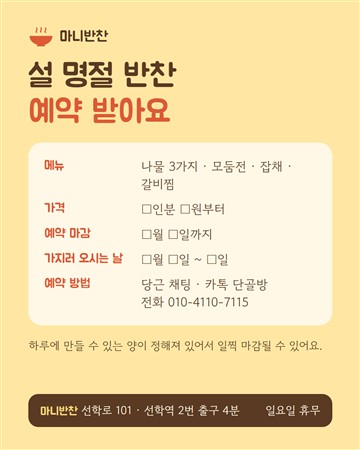 마니반찬
설 명절 반찬
예약 받아요
메뉴 나물 3가지 · 모둠전 · 잡채 ·
갈비찜
가격 □인분 □원부터
예약 마감 □월 □일까지
가지러 오시는 날 □월 □일 ~ □일
예약 방법 당근 채팅 · 카톡 단골방
전화 010-4110-7115
하루에 만들 수 있는 양이 정해져 있어서 일찍 마감될 수 있어요.
마니반찬 선학로 101 · 선학역 2번 출구 4분 일요일 휴무